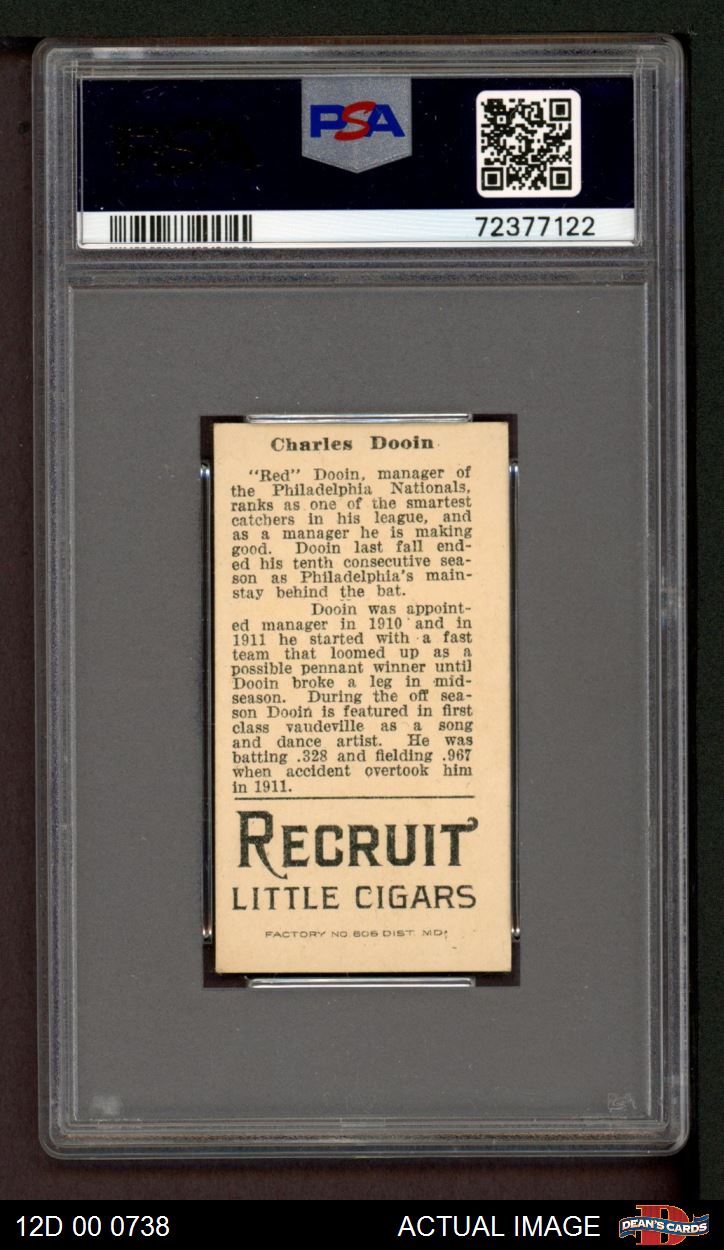 PSA
72377122
Charles Dooin
"Red" Dooin, manager of
the Philadelphia Nationals,
ranks as one of the smartest
catchers in his league, and
as a manager he is making
good. Dooin last fall end-
ed his tenth consecutive sea-
son as Philadelphia's main-
stay behind the bat.
Dooin was appoint-
ed manager in 1910 and in
1911 he started with a fast
team that loomed up as a
possible pennant winner until
Dooin broke a leg in mid-
season. During the off sea-
son Dooin is featured in first
class vaudeville as a song
and dance artist. He was
batting .328 and fielding .967
when accident overtook him
in 1911.
RECRUIT
LITTLE CIGARS
FACTORY NO. 606 DIST. MD.
12D 00 0738
ACTUAL IMAGE
D
DEAN'S CARDS